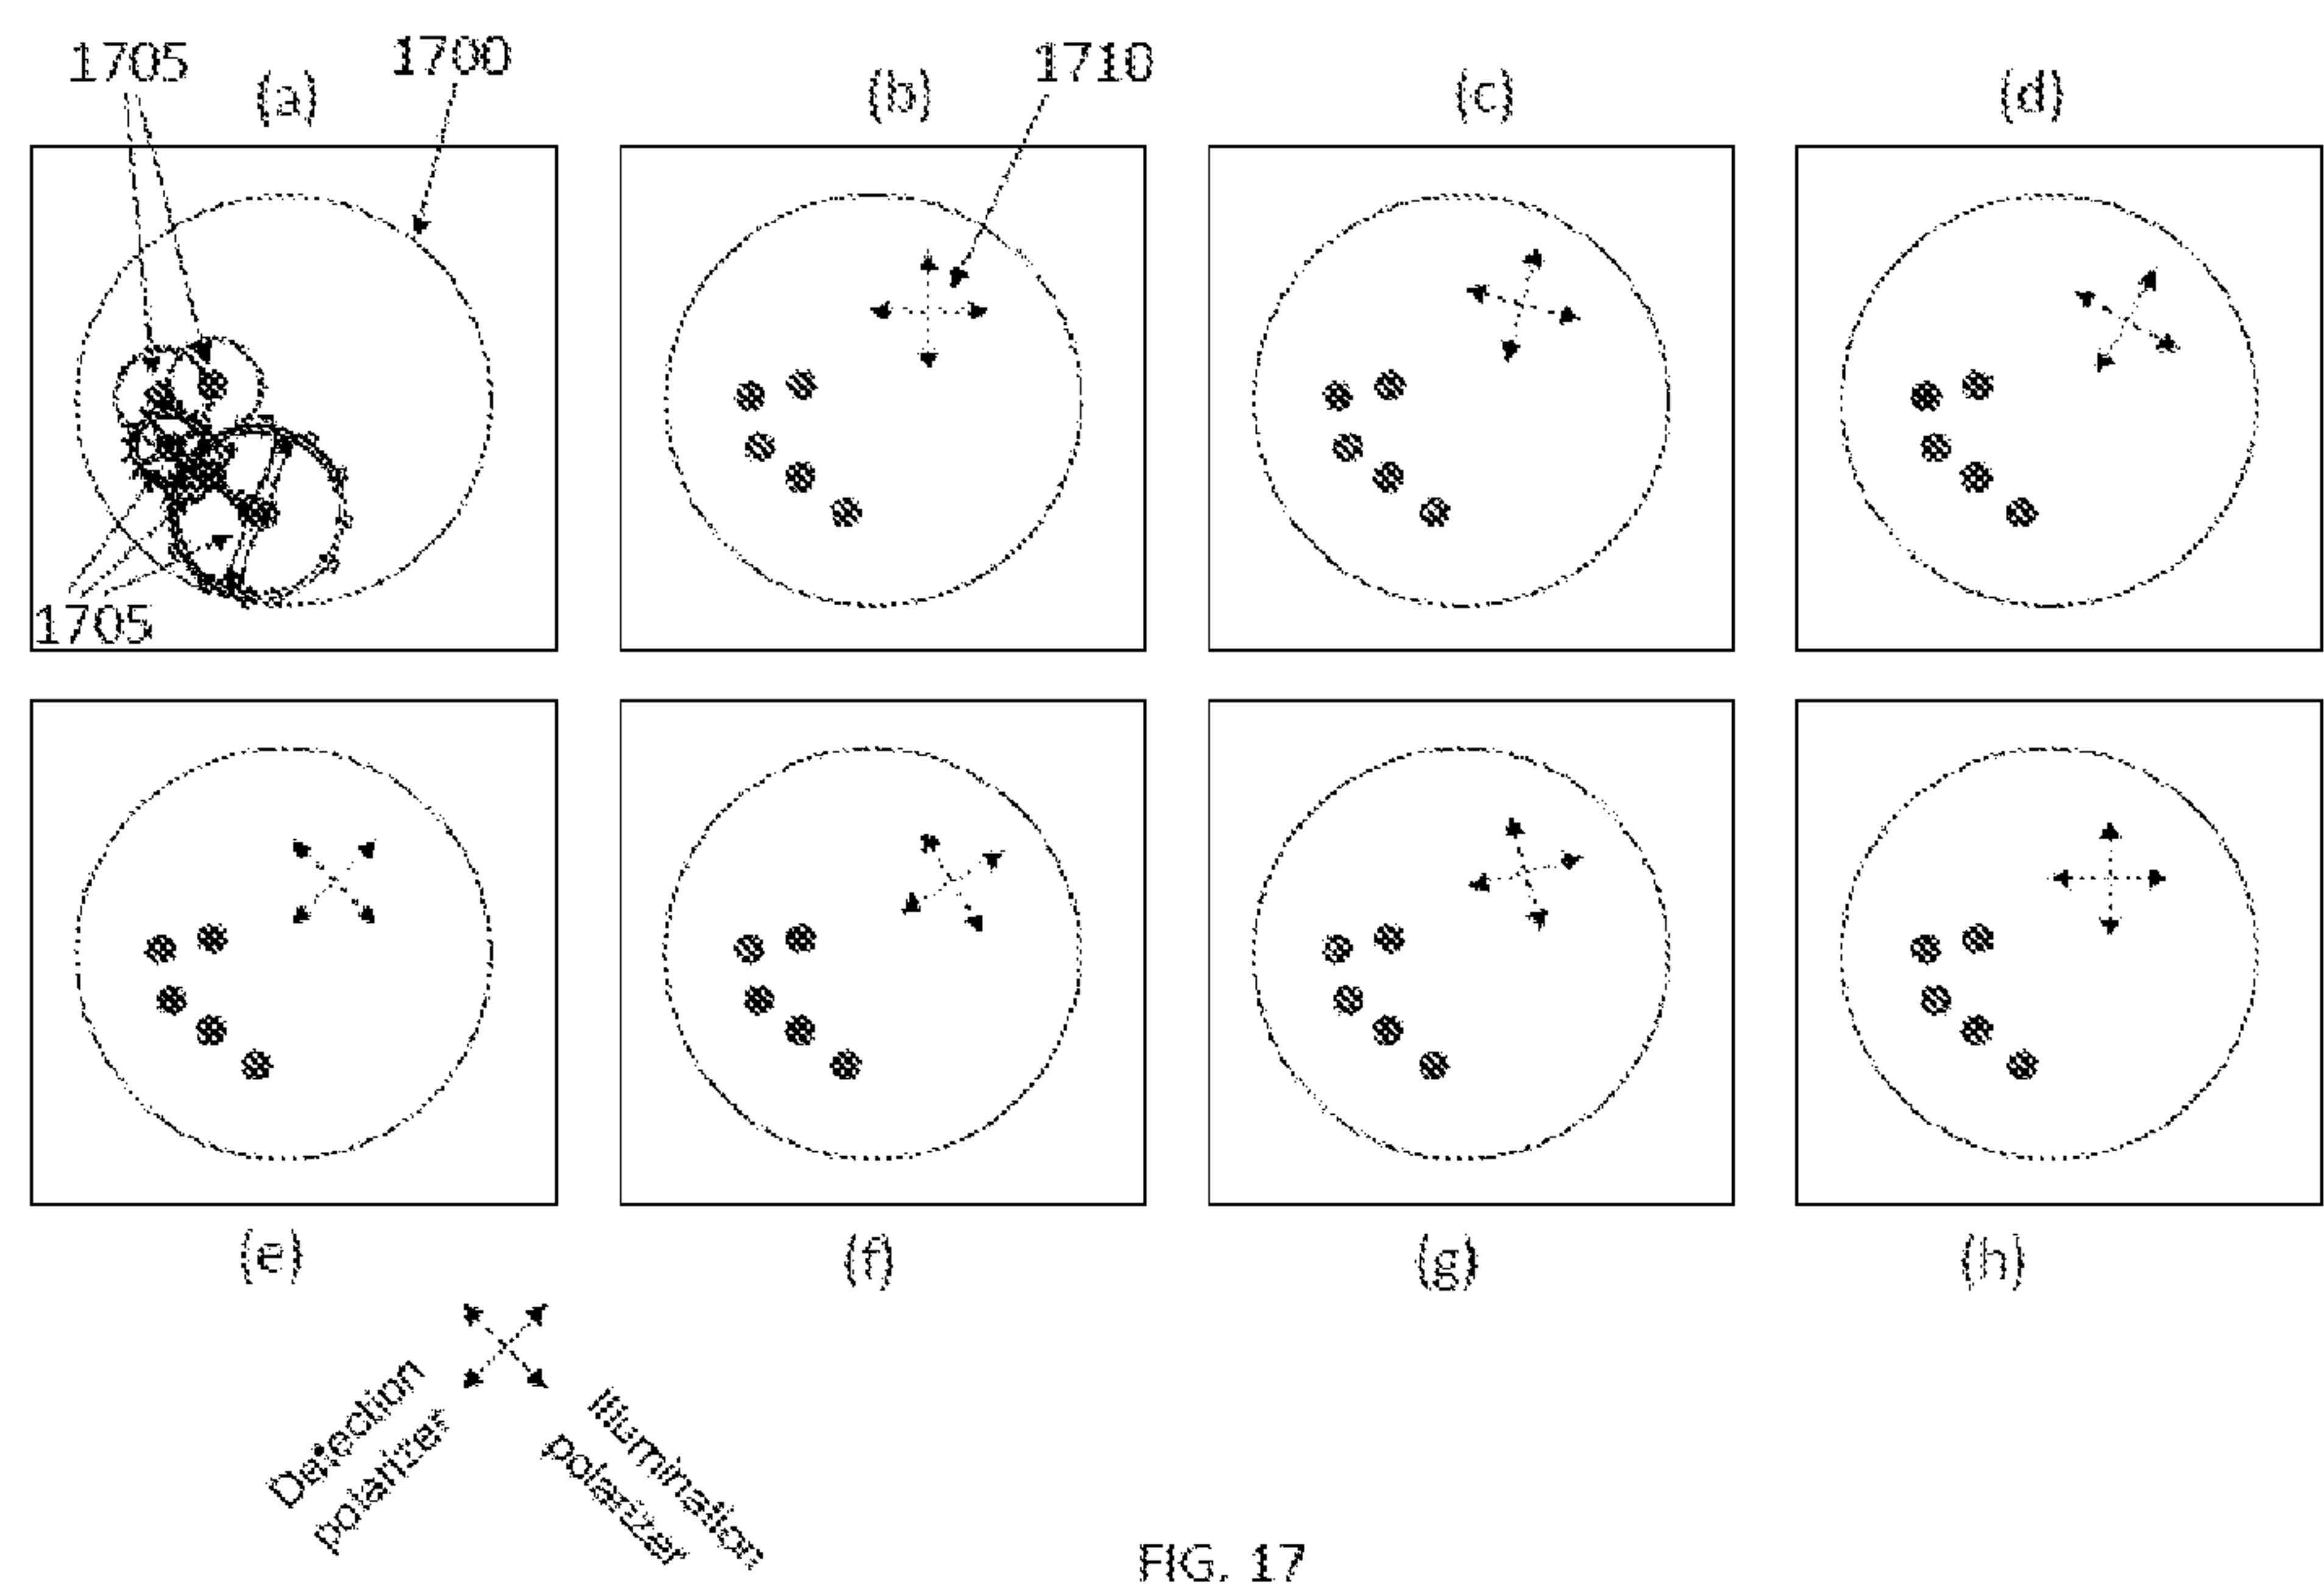 1705
(a)
1700
(b)
1710
(c)
(d)
1705
(e)
(f)
(g)
(h)
Detection
polarizer
Illumination
polarizer
FIG. 17